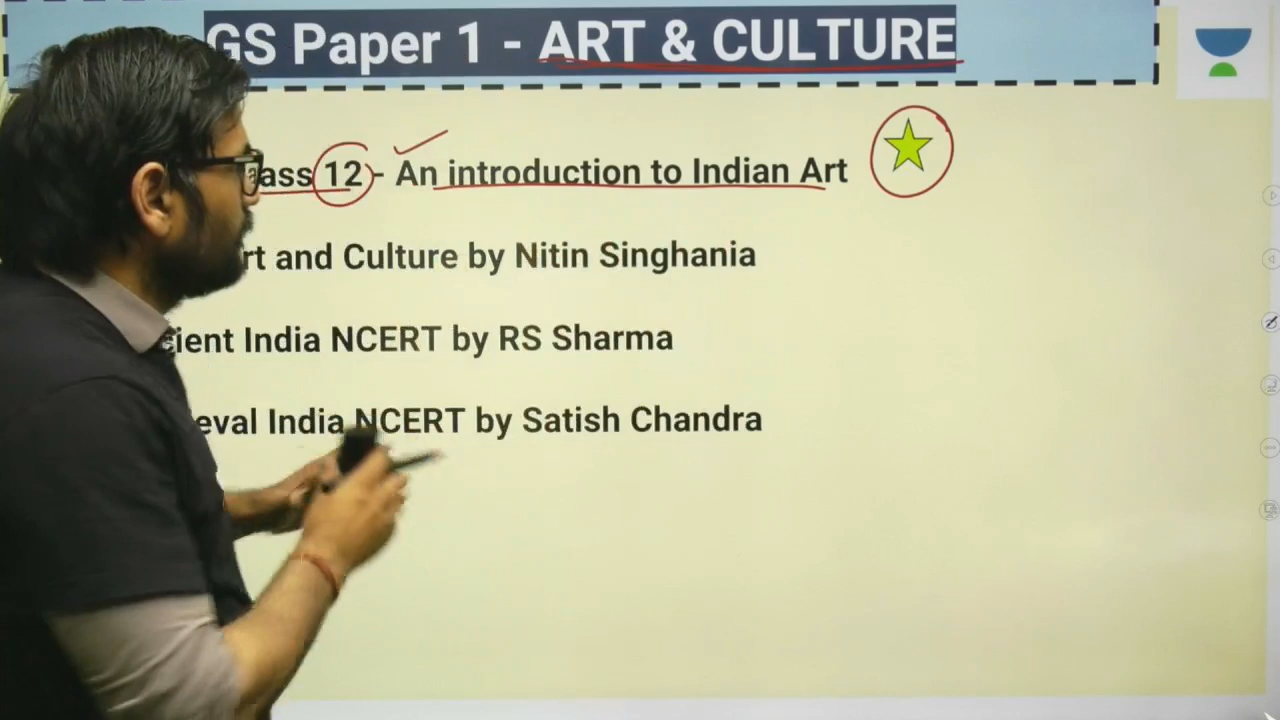 GS Paper 1 - ART & CULTURE
ass 12 - An introduction to Indian Art
rt and Culture by Nitin Singhania
ient India NCERT by RS Sharma
eval India NCERT by Satish Chandra